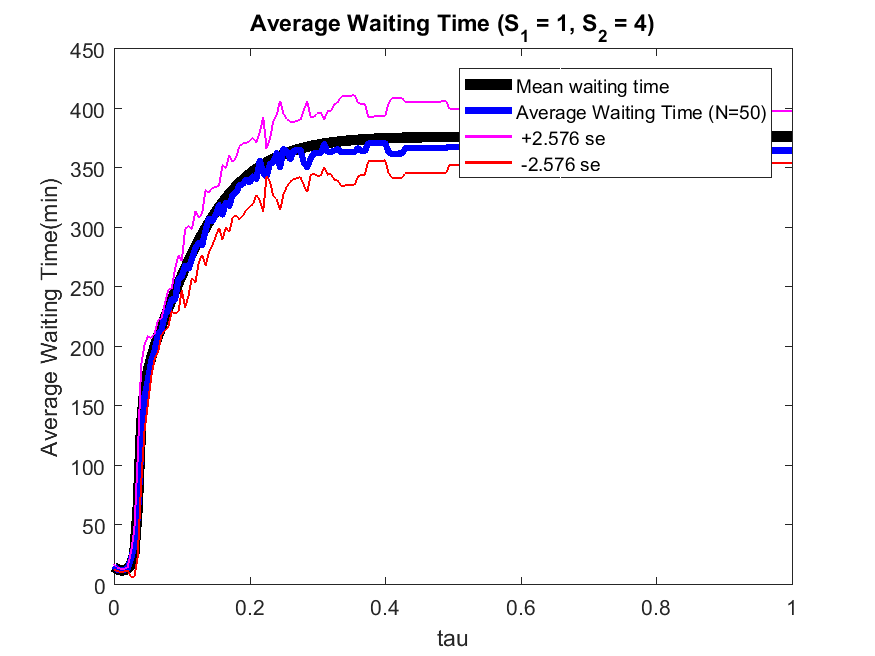 Average Waiting Time (S1 = 1, S2 = 4)
450
400
350
300
250
200
150
100
50
0
Average Waiting Time(min)
Mean waiting time
Average Waiting Time (N=50)
+2.576 se
-2.576 se
0 0.2 0.4 0.6 0.8 1
tau